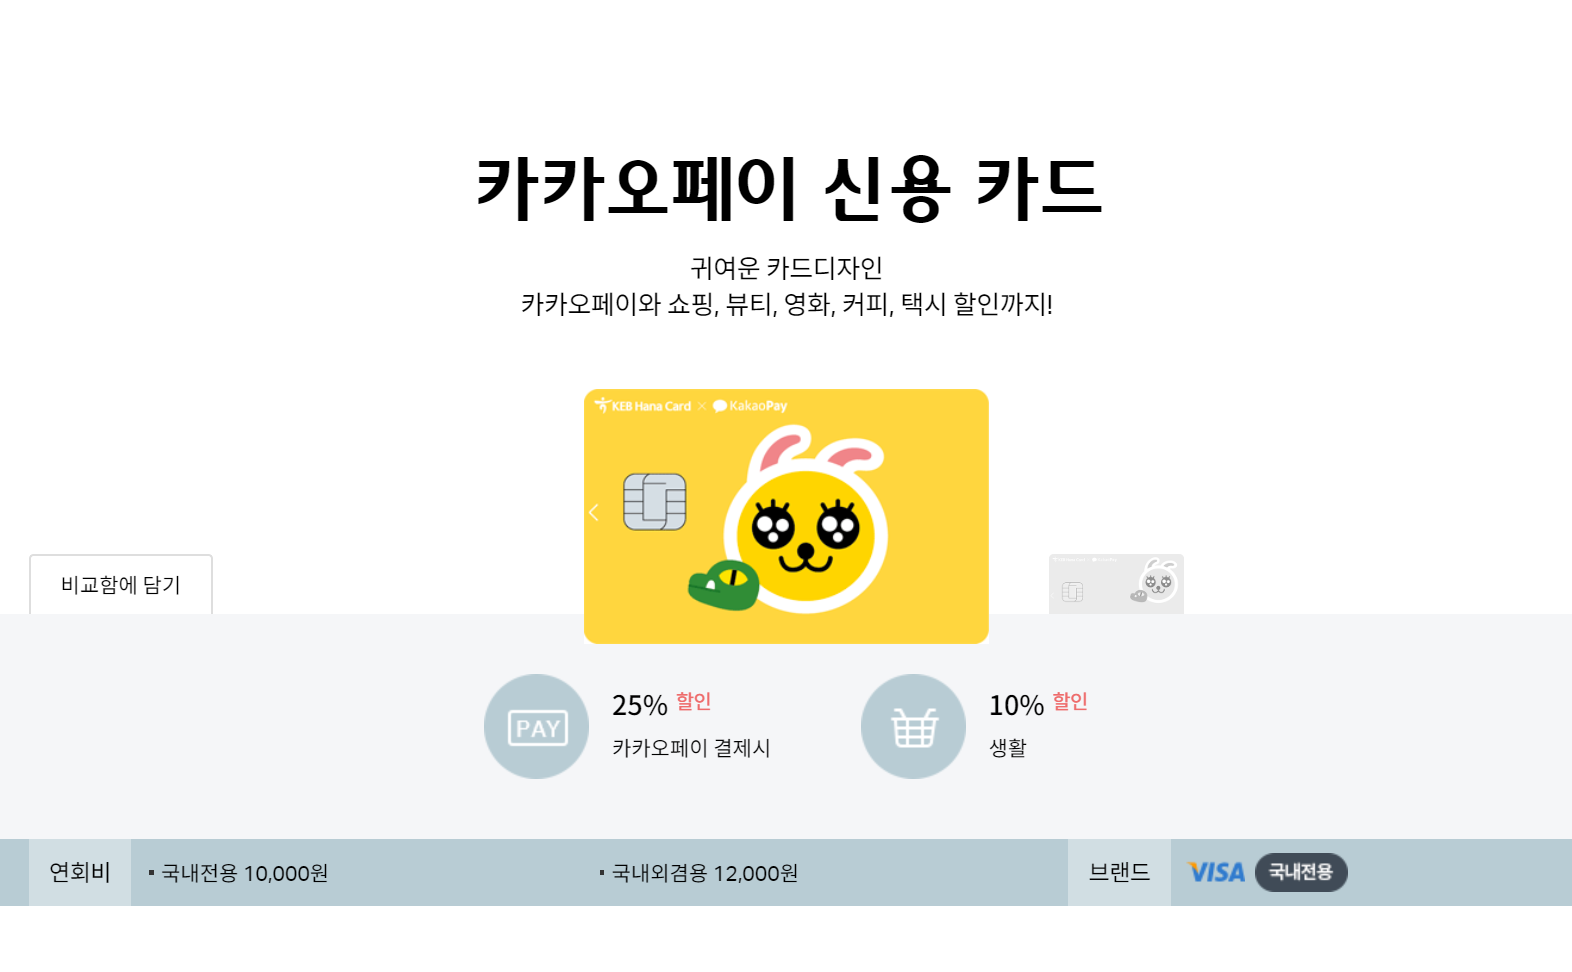 카카오페이 신용 카드
귀여운 카드디자인
카카오페이와 쇼핑, 뷰티, 영화, 커피, 택시 할인까지!
KEB Hana Card × KakaoPay
비교함에 담기
PAY
25% 할인
카카오페이 결제시
10% 할인
생활
연회비
▪ 국내전용 10,000원
▪ 국내외겸용 12,000원
브랜드
VISA 국내전용